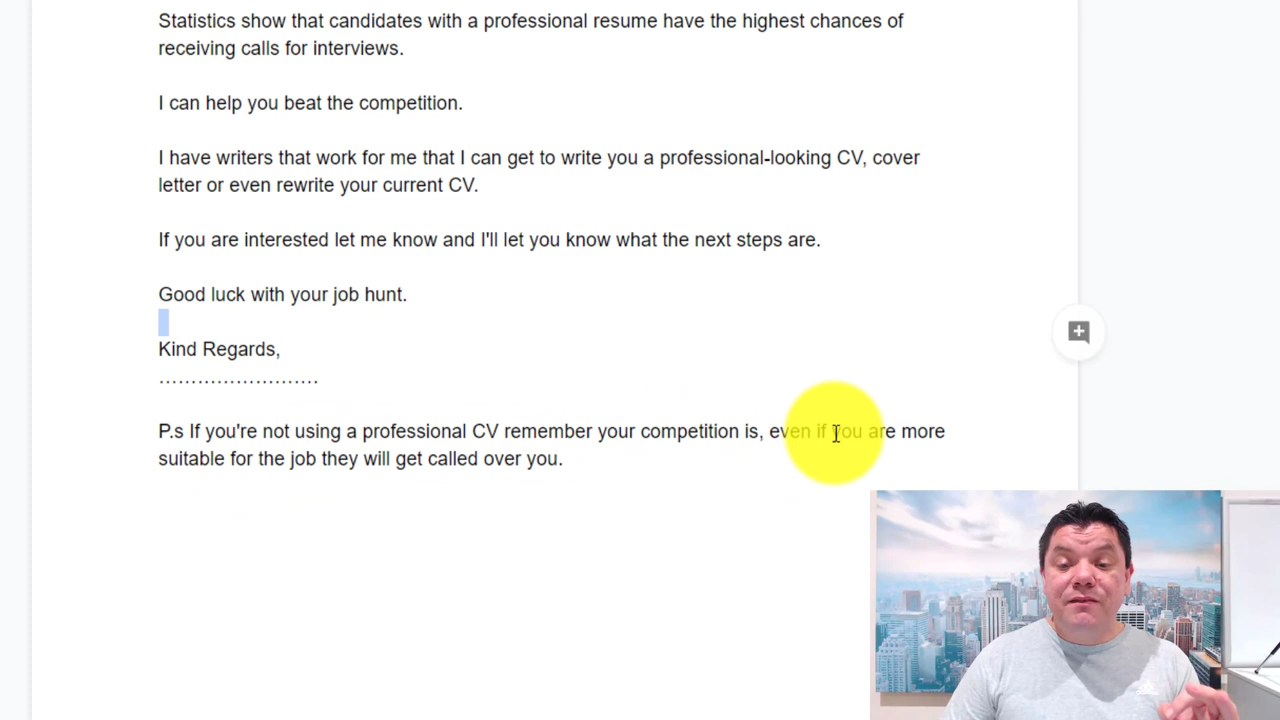 Statistics show that candidates with a professional resume have the highest chances of
receiving calls for interviews.
I can help you beat the competition.
I have writers that work for me that I can get to write you a professional-looking CV, cover
letter or even rewrite your current CV.
If you are interested let me know and I'll let you know what the next steps are.
Good luck with your job hunt.
Kind Regards,
.........................
P.s If you're not using a professional CV remember your competition is, even if you are more
suitable for the job they will get called over you.